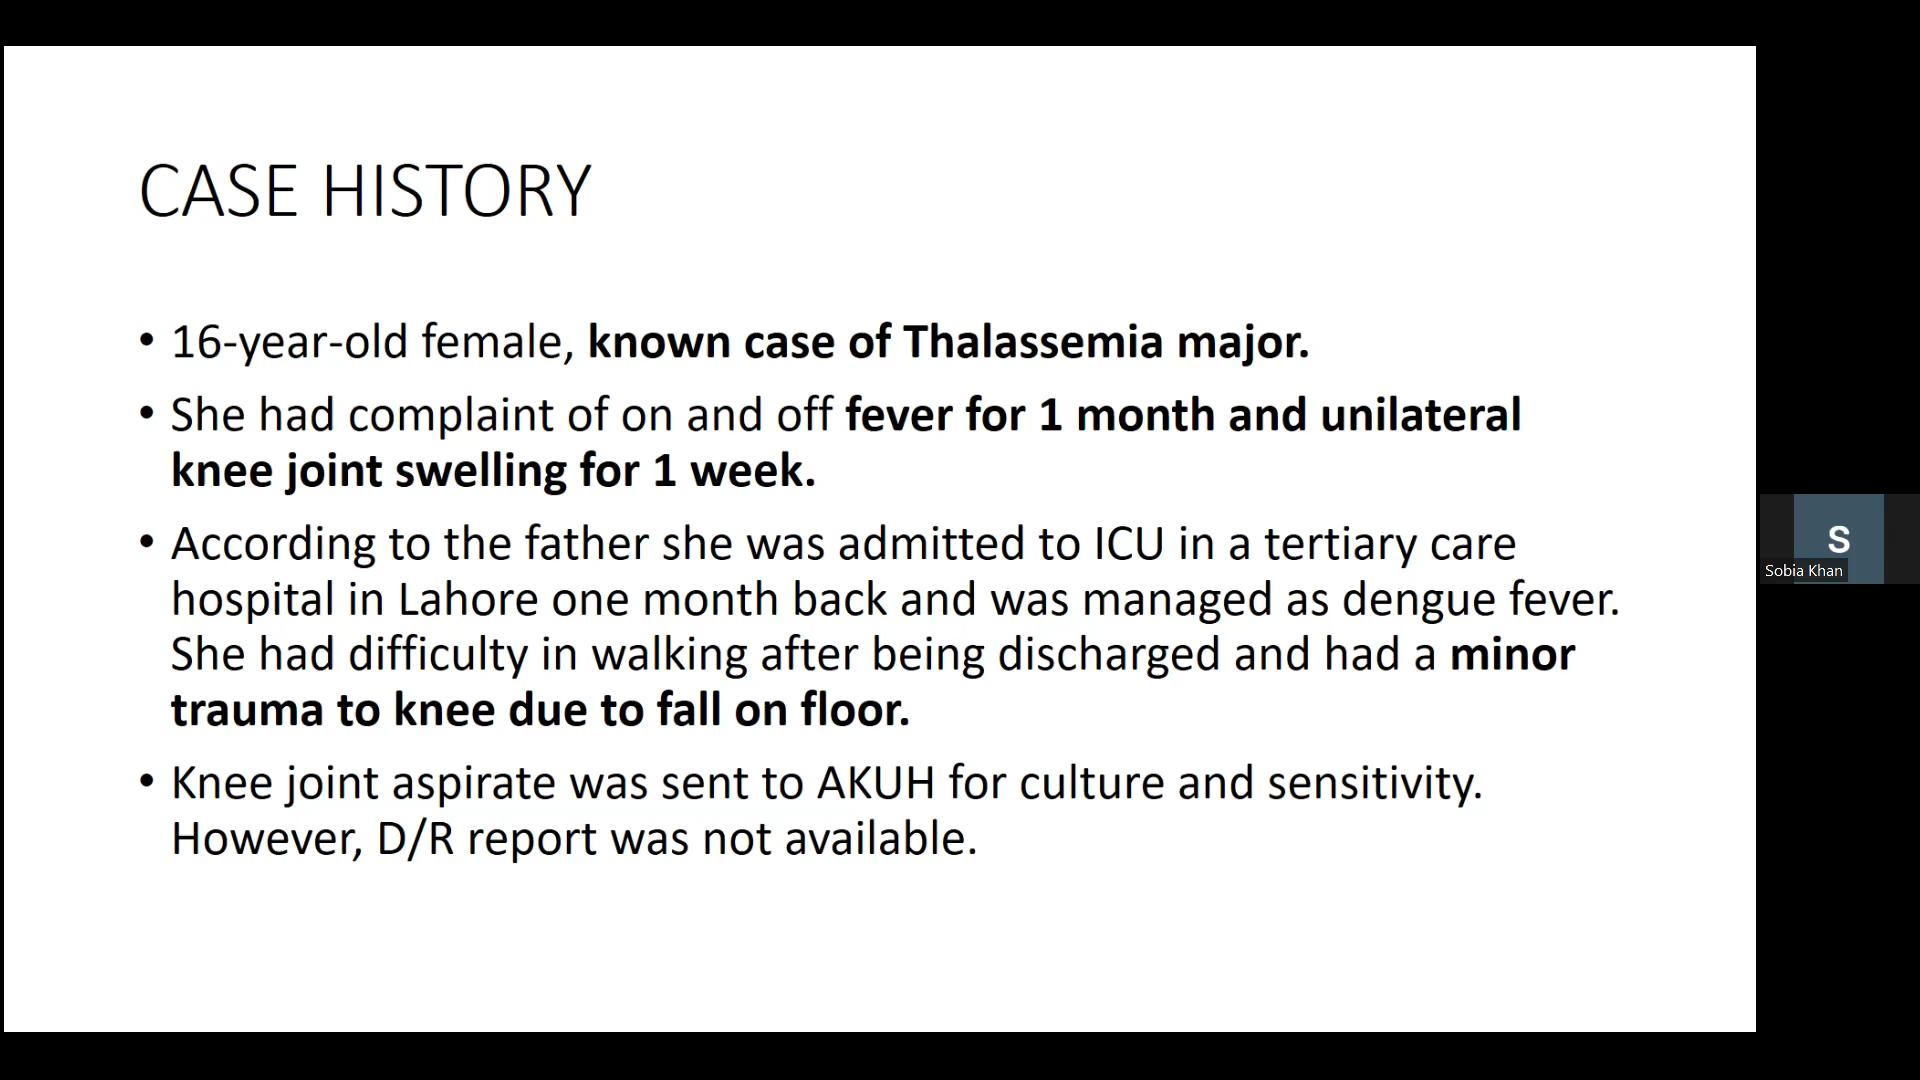 CASE HISTORY
• 16-year-old female, known case of Thalassemia major.
• She had complaint of on and off fever for 1 month and unilateral
knee joint swelling for 1 week.
• According to the father she was admitted to ICU in a tertiary care
hospital in Lahore one month back and was managed as dengue fever.
She had difficulty in walking after being discharged and had a minor
trauma to knee due to fall on floor.
• Knee joint aspirate was sent to AKUH for culture and sensitivity.
However, D/R report was not available.
S
Sobia Khan